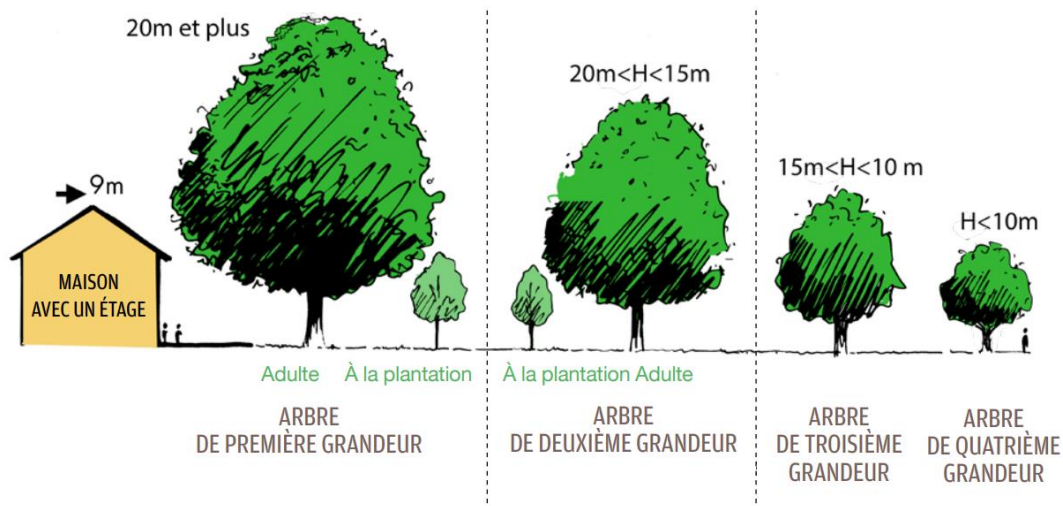 20m et plus
20m<H<15m
15m<H<10 m
H<10m
9m
MAISON
AVEC UN ÉTAGE
Adulte À la plantation
À la plantation Adulte
ARBRE
DE PREMIÈRE GRANDEUR
ARBRE
DE DEUXIÈME GRANDEUR
ARBRE
DE TROISIÈME
GRANDEUR
ARBRE
DE QUATRIÈME
GRANDEUR